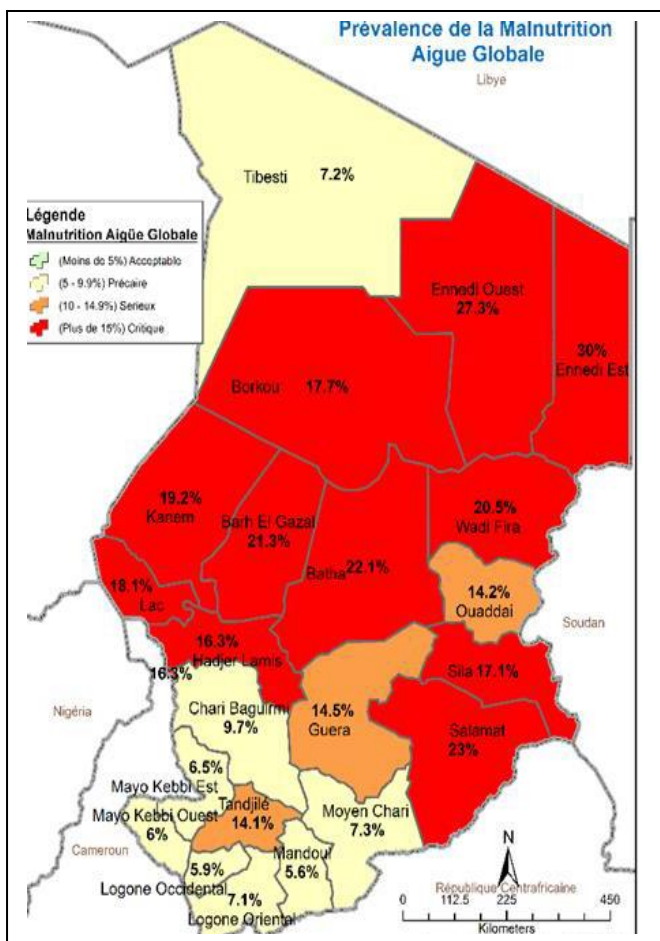 Prévalence de la Malnutrition
Aigue Globale
Libye
Tibesti 7.2%
Légende
Malnutrition Aigüe Globale
(Moins de 5%) Acceptable
(5 - 9.9%) Précaire
(10 - 14.9%) Serieux
(Plus de 15%) Critique
Ennedi Ouest
27.3%
30%
Ennedi Est
Borkou 17.7%
19.2%
Kanem
Barh El Gazal
21.3%
20.5%
Wadi Fira
Batha 22.1%
18.1%
Lac
14.2%
Ouaddai
Soudan
16.3%
Hadjer Lamis
16.3%
Sila 17.1%
Nigéria
Chari Baguirmi
9.7%
14.5%
Guera
Salamat
23%
6.5%
Mayo Kebbi Est
Tandjilé
14.1%
Mayo Kebbi Ouest
6%
Moyen Chari
7.3%
Cameroun
Mandoul
5.6%
5.9%
Logone Occidental
7.1%
Logone Oriental
N
République Centrafricaine
0 112.5 225 450
Kilometers